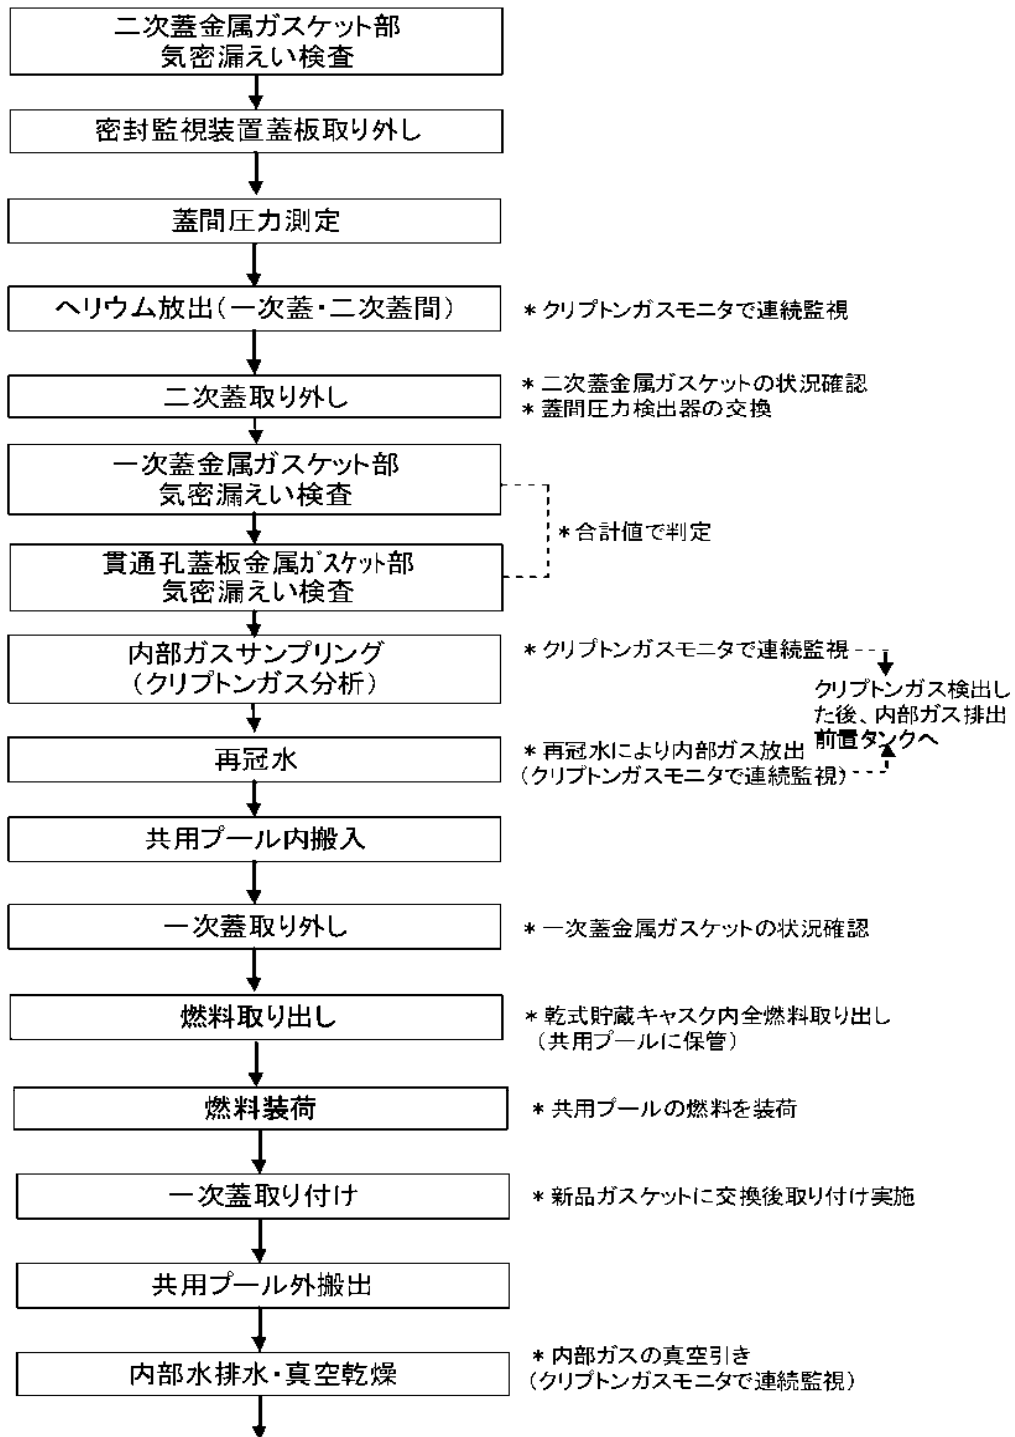 二次蓋金属ガスケット部
気密漏えい検査
密封監視装置蓋板取り外し
蓋間圧力測定
ヘリウム放出(一次蓋・二次蓋間)
＊クリプトンガスモニタで連続監視
二次蓋取り外し
＊二次蓋金属ガスケットの状況確認
＊蓋間圧力検出器の交換
一次蓋金属ガスケット部
気密漏えい検査
＊合計値で判定
貫通孔蓋板金属ガスケット部
気密漏えい検査
内部ガスサンプリング
(クリプトンガス分析)
＊クリプトンガスモニタで連続監視
クリプトンガス検出し
た後、内部ガス排出
前置タンクへ
再冠水
＊再冠水により内部ガス放出
(クリプトンガスモニタで連続監視)
共用プール内搬入
一次蓋取り外し
＊一次蓋金属ガスケットの状況確認
燃料取り出し
＊乾式貯蔵キャスク内全燃料取り出し
(共用プールに保管)
燃料装荷
＊共用プールの燃料を装荷
一次蓋取り付け
＊新品ガスケットに交換後取り付け実施
共用プール外搬出
内部水排水・真空乾燥
＊内部ガスの真空引き
(クリプトンガスモニタで連続監視)